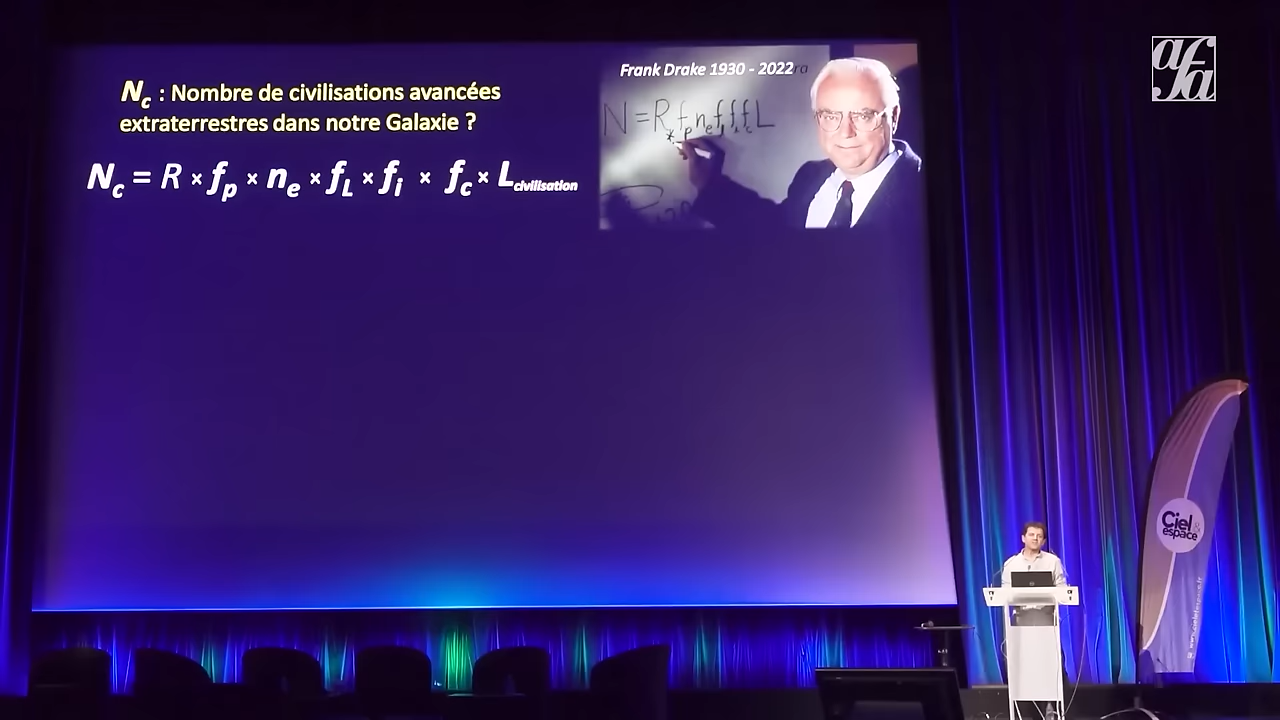 Nc : Nombre de civilisations avancées
extraterrestres dans notre Galaxie ?
Nc = R × fp × ne × fL × fi × fc × Lcivilisation
Frank Drake 1930 - 2022
N=R*fpneflfifcL
afa
Ciel &
espace